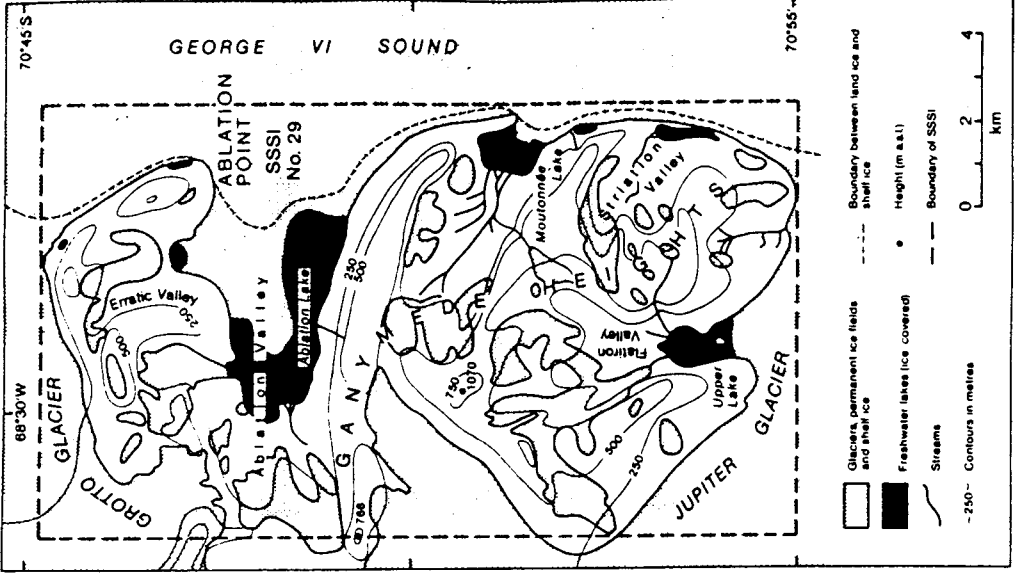 70°45'S
70°55'
68°30'W
GEORGE VI SOUND
ABLATION
POINT
SSSI
No. 29
GROTTO GLACIER
Erratic Valley
500
250
Ablation Valley
Ablation Lake
250
500
GANYMEDE HEIGHTS
766
750
1070
Moutonnée
Lake
Striation
Valley
Flatiron
Valley
Upper
Lake
500
250
JUPITER GLACIER
Glaciers, permanent ice fields
and shelf ice
Freshwater lakes (ice covered)
Streams
-250- Contours in metres
Boundary between land ice and
shelf ice
Height (m a.s.l.)
Boundary of SSSI
0 2 4
km